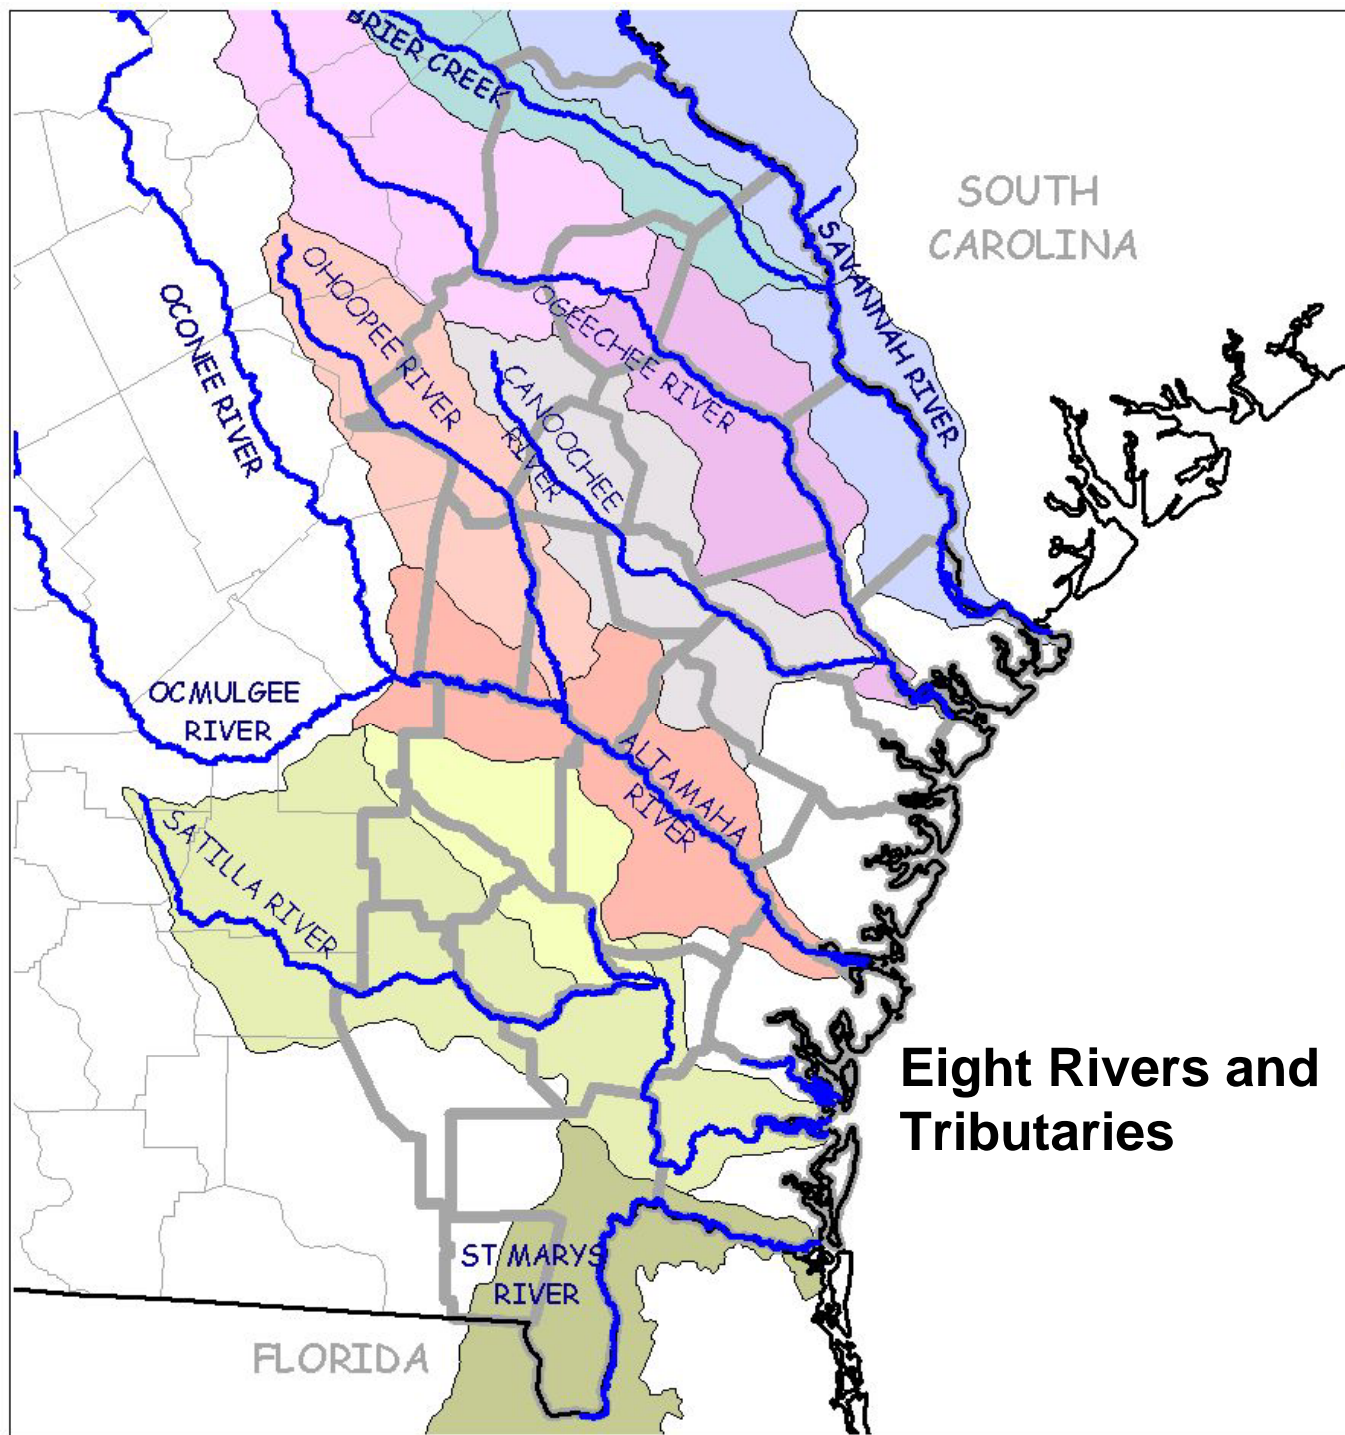 BRIER CREEK
SOUTH
CAROLINA
SAVANNAH RIVER
OHOOPEE RIVER
OCONEE RIVER
OGEECHEE RIVER
CANOOCHEE
RIVER
OCMULGEE
RIVER
ALTAMAHA
RIVER
SATILLA RIVER
Eight Rivers and
Tributaries
ST MARYS
RIVER
FLORIDA